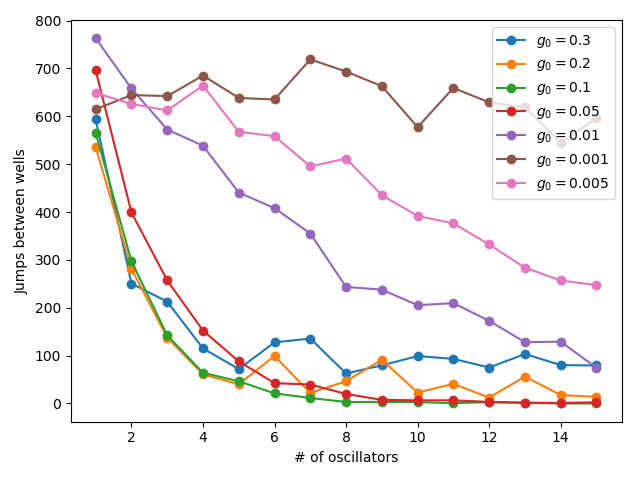 800
700
600
500
400
300
200
100
0
Jumps between wells
2 4 6 8 10 12 14
# of oscillators
g₀ = 0.3
g₀ = 0.2
g₀ = 0.1
g₀ = 0.05
g₀ = 0.01
g₀ = 0.001
g₀ = 0.005